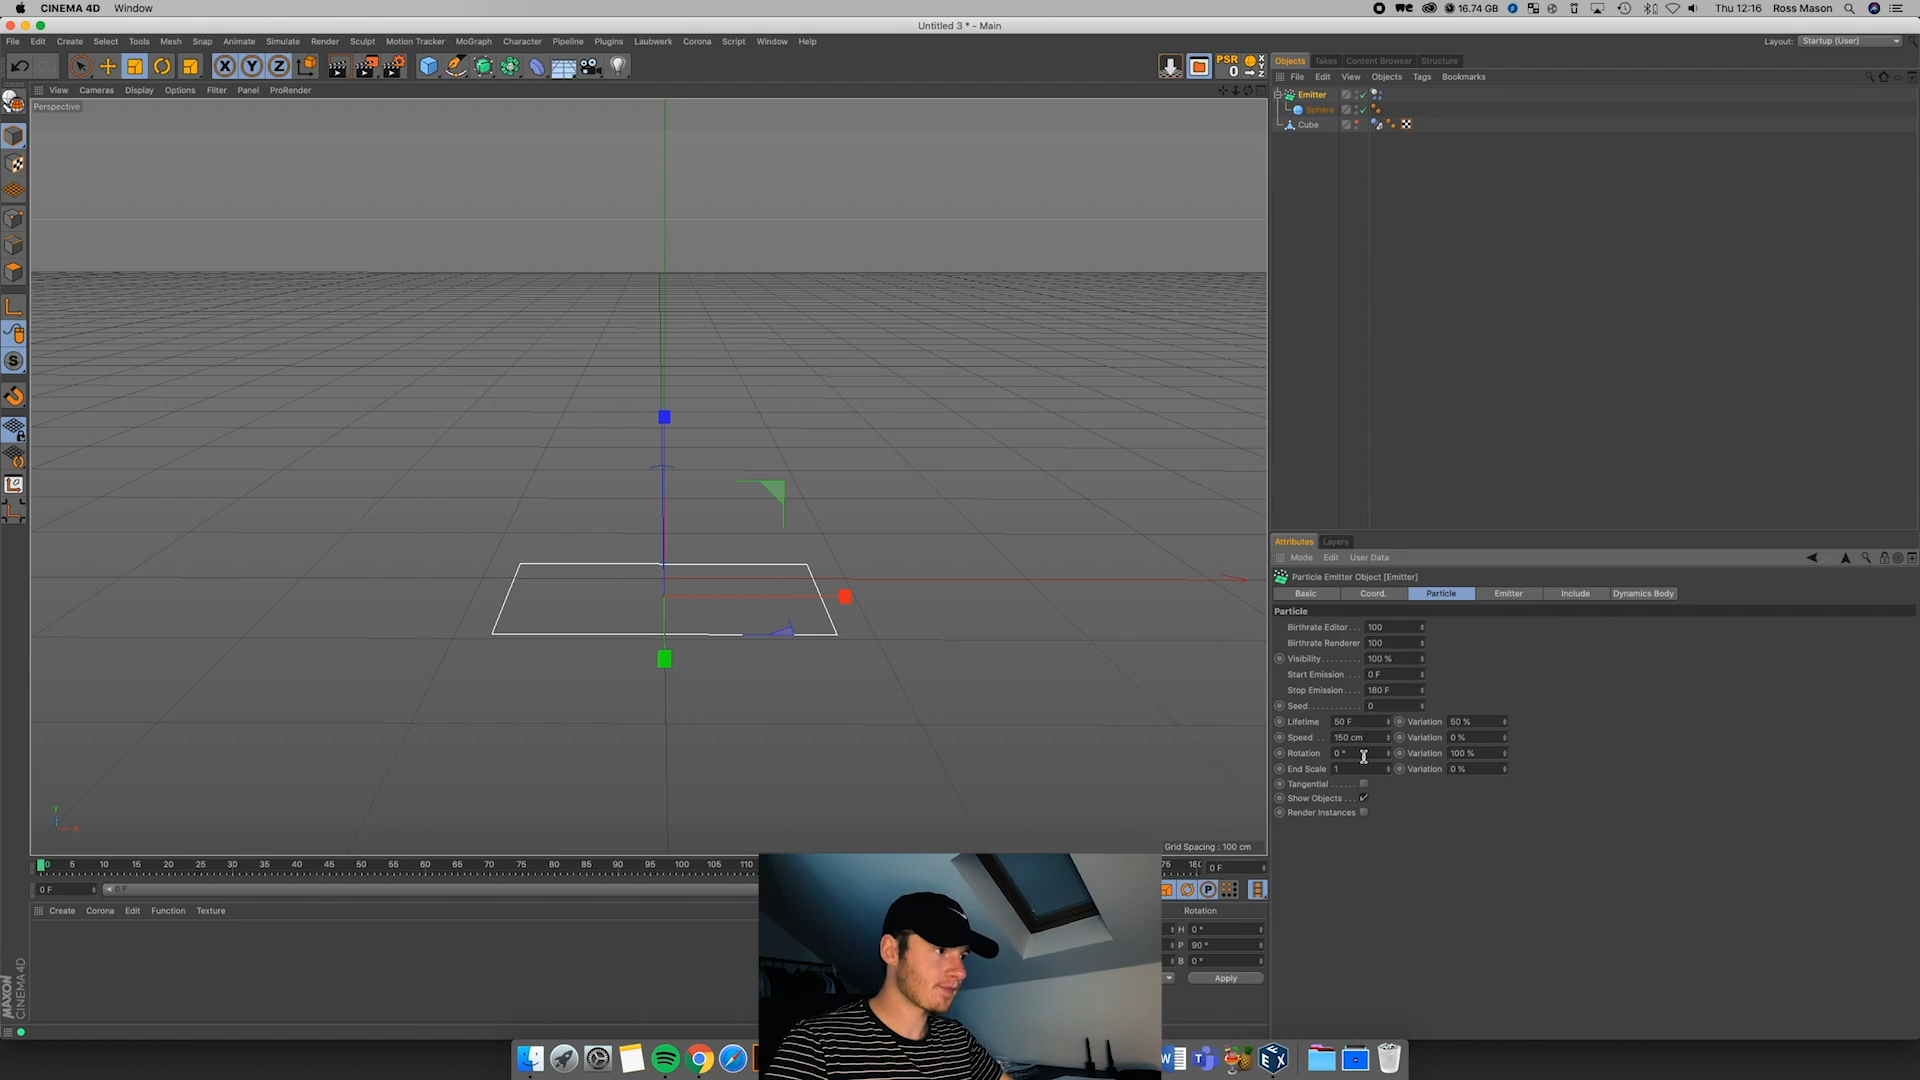 CINEMA 4D Window
16.74 GB Thu 12:16 Ross Mason
Untitled 3 * - Main
File Edit Create Select Tools Mesh Snap Animate Simulate Render Sculpt Motion Tracker MoGraph Character Pipeline Plugins Laubwerk Corona Script Window Help
Layout: Startup (User)
X Y Z
PSR
0
Objects Takes Content Browser Structure
File Edit View Objects Tags Bookmarks
View Cameras Display Options Filter Panel ProRender
Perspective
Emitter
Sphere
Cube
Attributes Layers
Mode Edit User Data
Particle Emitter Object [Emitter]
Basic Coord. Particle Emitter Include Dynamics Body
Particle
Birthrate Editor . . . 100
Birthrate Renderer 100
Visibility . . . . . . . . . 100 %
Start Emission . . . 0 F
Stop Emission . . . . 180 F
Seed . . . . . . . . . . . . 0
Lifetime 50 F Variation 50 %
Speed . . 150 cm Variation 0 %
Rotation 0 ° Variation 100 %
End Scale 1 Variation 0 %
Tangential . . . . . .
Show Objects . . .
Render Instances
Y
Grid Spacing : 100 cm
0 5 10 15 20 25 30 35 40 45 50 55 60 65 70 75 80 85 90 95 100 105 110
0 F
0 F 0 F
P
Create Corona Edit Function Texture
Rotation
H 0 °
P 90 °
B 0 °
Apply
MAXON
CINEMA 4D